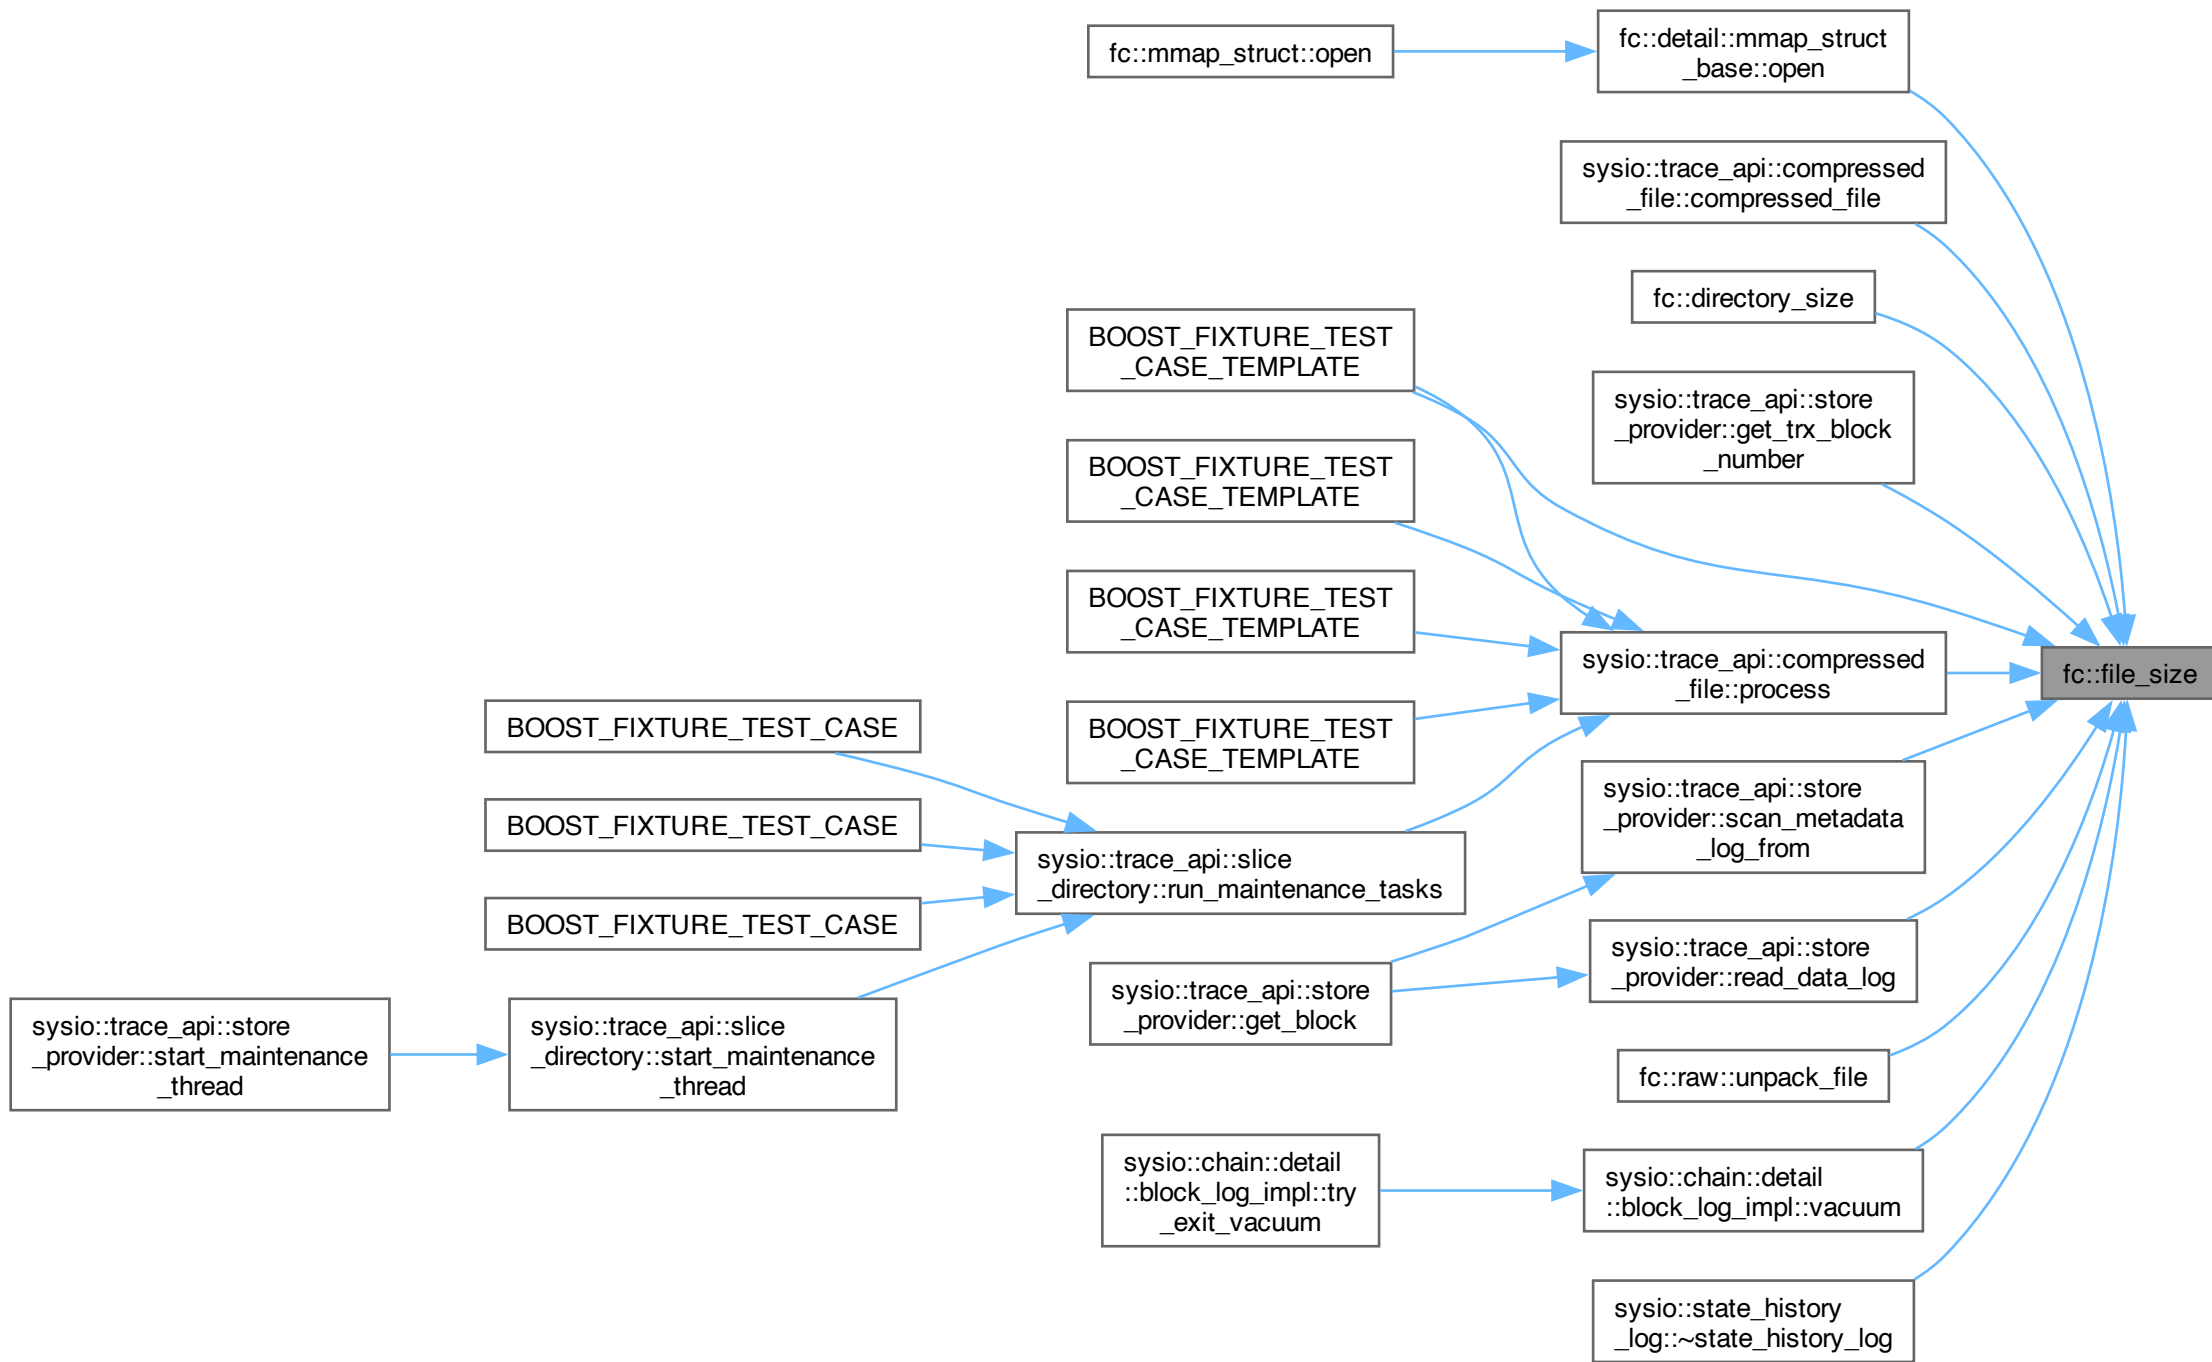 fc::mmap_struct::open
fc::detail::mmap_struct
_base::open
sysio::trace_api::compressed
_file::compressed_file
fc::directory_size
BOOST_FIXTURE_TEST
_CASE_TEMPLATE
sysio::trace_api::store
_provider::get_trx_block
_number
BOOST_FIXTURE_TEST
_CASE_TEMPLATE
BOOST_FIXTURE_TEST
_CASE_TEMPLATE
sysio::trace_api::compressed
_file::process
fc::file_size
BOOST_FIXTURE_TEST
_CASE_TEMPLATE
BOOST_FIXTURE_TEST_CASE
BOOST_FIXTURE_TEST_CASE
BOOST_FIXTURE_TEST_CASE
sysio::trace_api::slice
_directory::run_maintenance_tasks
sysio::trace_api::store
_provider::scan_metadata
_log_from
sysio::trace_api::store
_provider::read_data_log
sysio::trace_api::store
_provider::get_block
sysio::trace_api::store
_provider::start_maintenance
_thread
sysio::trace_api::slice
_directory::start_maintenance
_thread
fc::raw::unpack_file
sysio::chain::detail
::block_log_impl::try
_exit_vacuum
sysio::chain::detail
::block_log_impl::vacuum
sysio::state_history
_log::~state_history_log